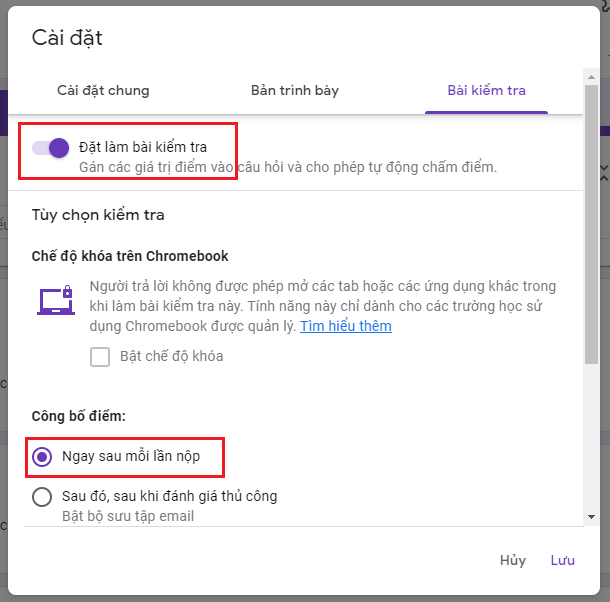 Cài đặt
Cài đặt chung
Bản trình bày
Bài kiểm tra
Đặt làm bài kiểm tra
Gán các giá trị điểm vào câu hỏi và cho phép tự động chấm điểm.
Tùy chọn kiểm tra
Chế độ khóa trên Chromebook
Người trả lời không được phép mở các tab hoặc các ứng dụng khác trong
khi làm bài kiểm tra này. Tính năng này chỉ dành cho các trường học sử
dụng Chromebook được quản lý. Tìm hiểu thêm
Bật chế độ khóa
Công bố điểm:
Ngay sau mỗi lần nộp
Sau đó, sau khi đánh giá thủ công
Bật bộ sưu tập email
Hủy
Lưu